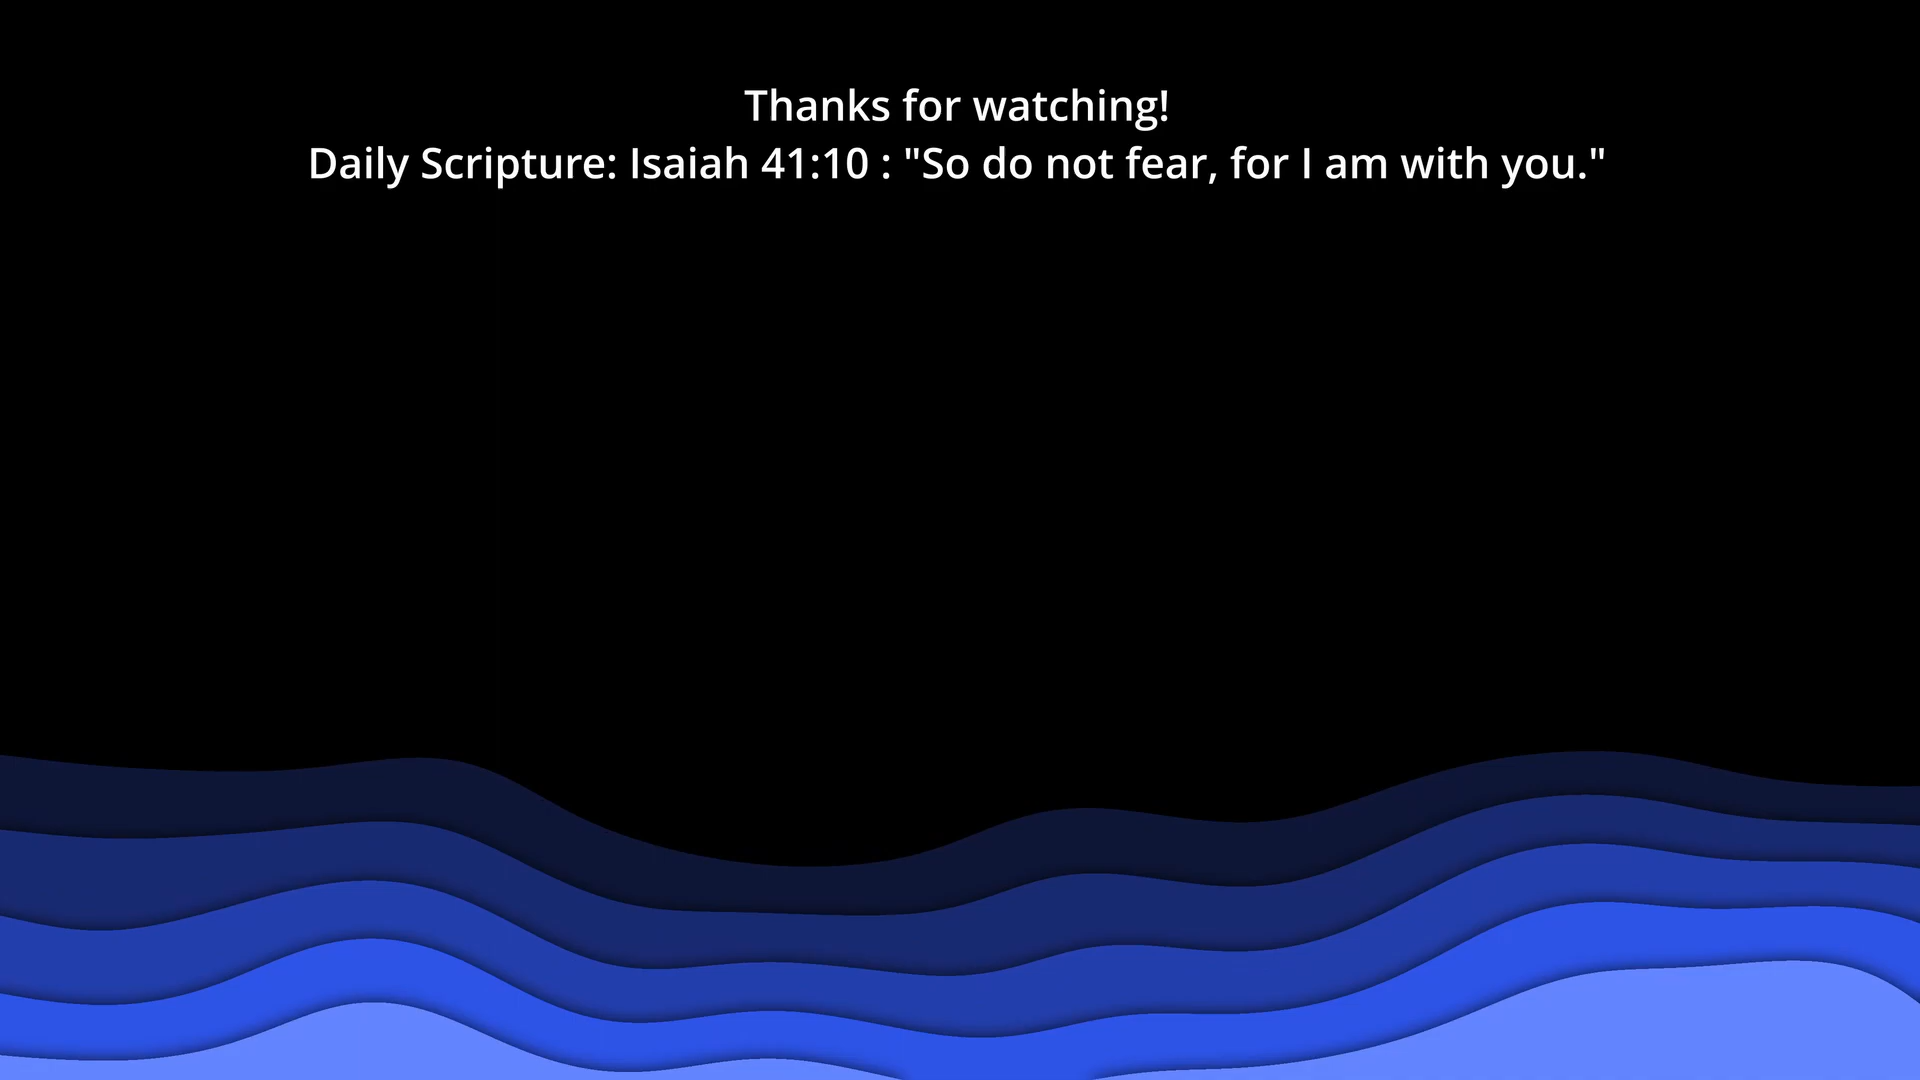 Thanks for watching!
Daily Scripture: Isaiah 41:10 : "So do not fear, for I am with you."